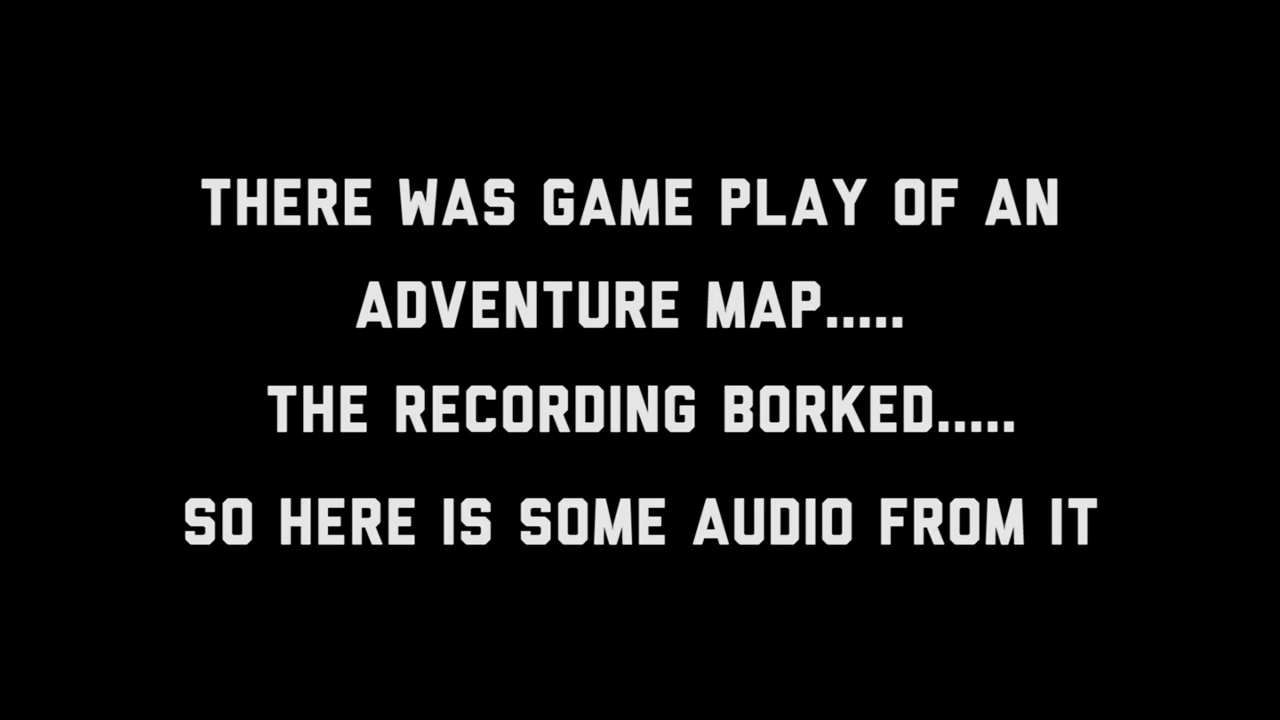 THERE WAS GAME PLAY OF AN
ADVENTURE MAP.....
THE RECORDING BORKED.....
SO HERE IS SOME AUDIO FROM IT